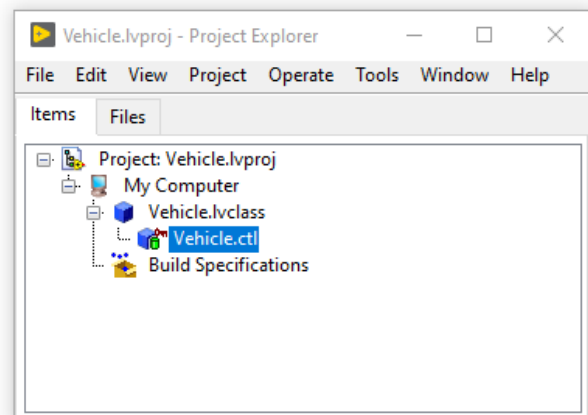 Vehicle.lvproj - Project Explorer
File Edit View Project Operate Tools Window Help
Items Files
Project: Vehicle.lvproj
My Computer
Vehicle.lvclass
Vehicle.ctl
Build Specifications